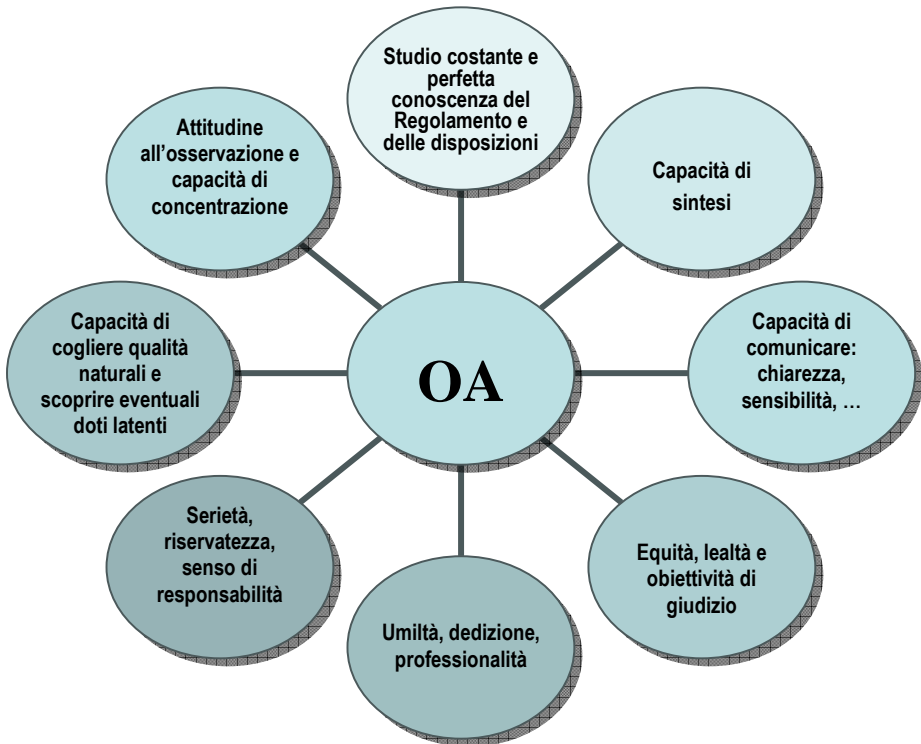 Studio costante e
perfetta
conoscenza del
Regolamento e
delle disposizioni
Attitudine
all'osservazione e
capacità di
concentrazione
Capacità di
sintesi
Capacità di
cogliere qualità
naturali e
scoprire eventuali
doti latenti
OA
Capacità di
comunicare:
chiarezza,
sensibilità, …
Serietà,
riservatezza,
senso di
responsabilità
Equità, lealtà e
obiettività di
giudizio
Umiltà, dedizione,
professionalità